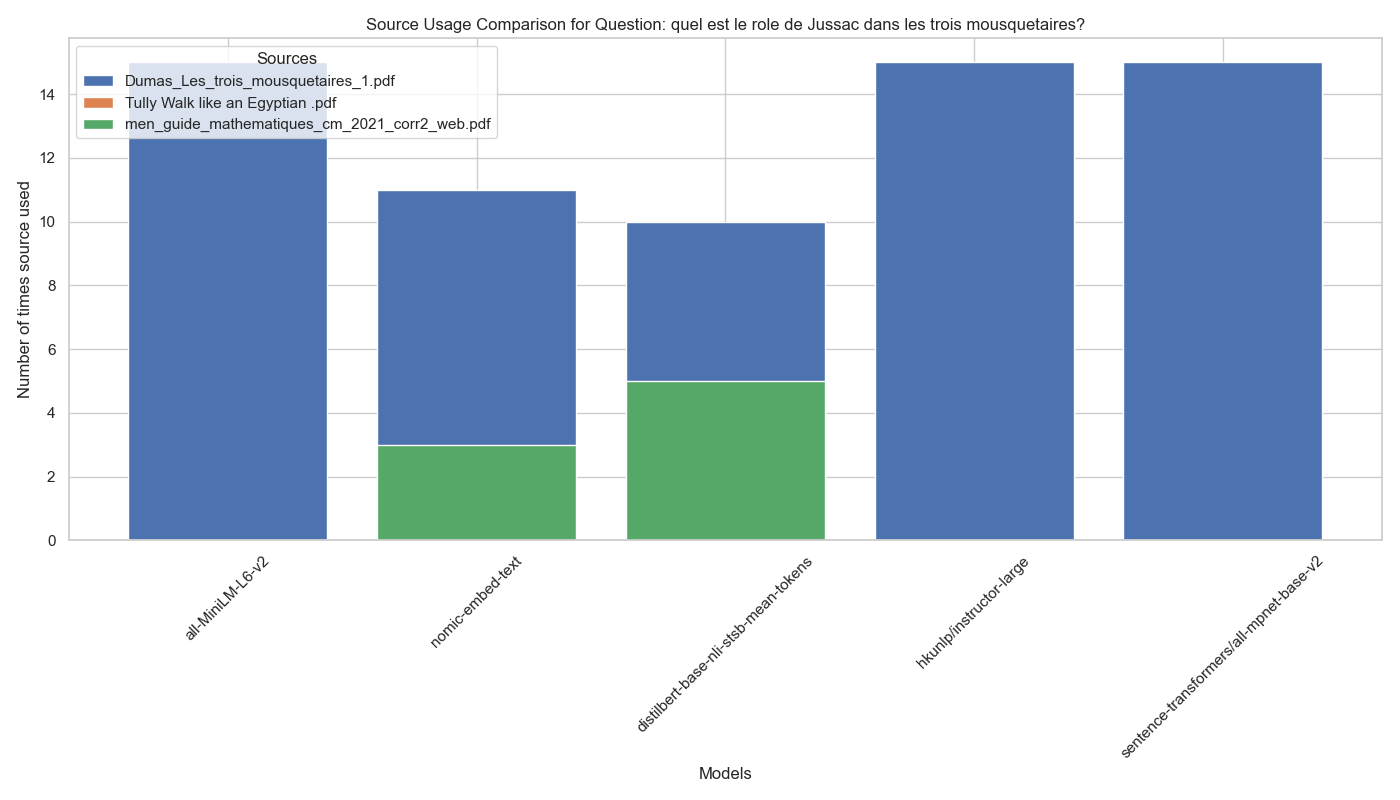 Source Usage Comparison for Question: quel est le role de Jussac dans les trois mousquetaires?
Sources
Dumas_Les_trois_mousquetaires_1.pdf
Tully Walk like an Egyptian .pdf
men_guide_mathematiques_cm_2021_corr2_web.pdf
Number of times source used
14
12
10
8
6
4
2
0
all-MiniLM-L6-v2
nomic-embed-text
distilbert-base-nli-stsb-mean-tokens
hkunlp/instructor-large
sentence-transformers/all-mpnet-base-v2
Models